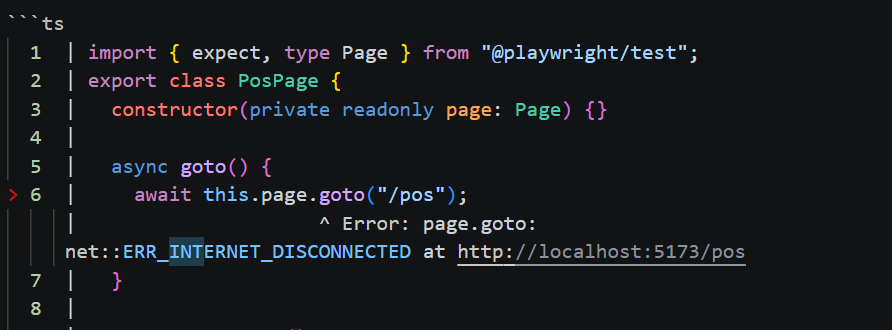 ```ts
1 | import { expect, type Page } from "@playwright/test";
2 | export class PosPage {
3 |   constructor(private readonly page: Page) {}
4 |
5 |   async goto() {
> 6 |     await this.page.goto("/pos");
|                     ^ Error: page.goto:
net::ERR_INTERNET_DISCONNECTED at http://localhost:5173/pos
7 |   }
8 |